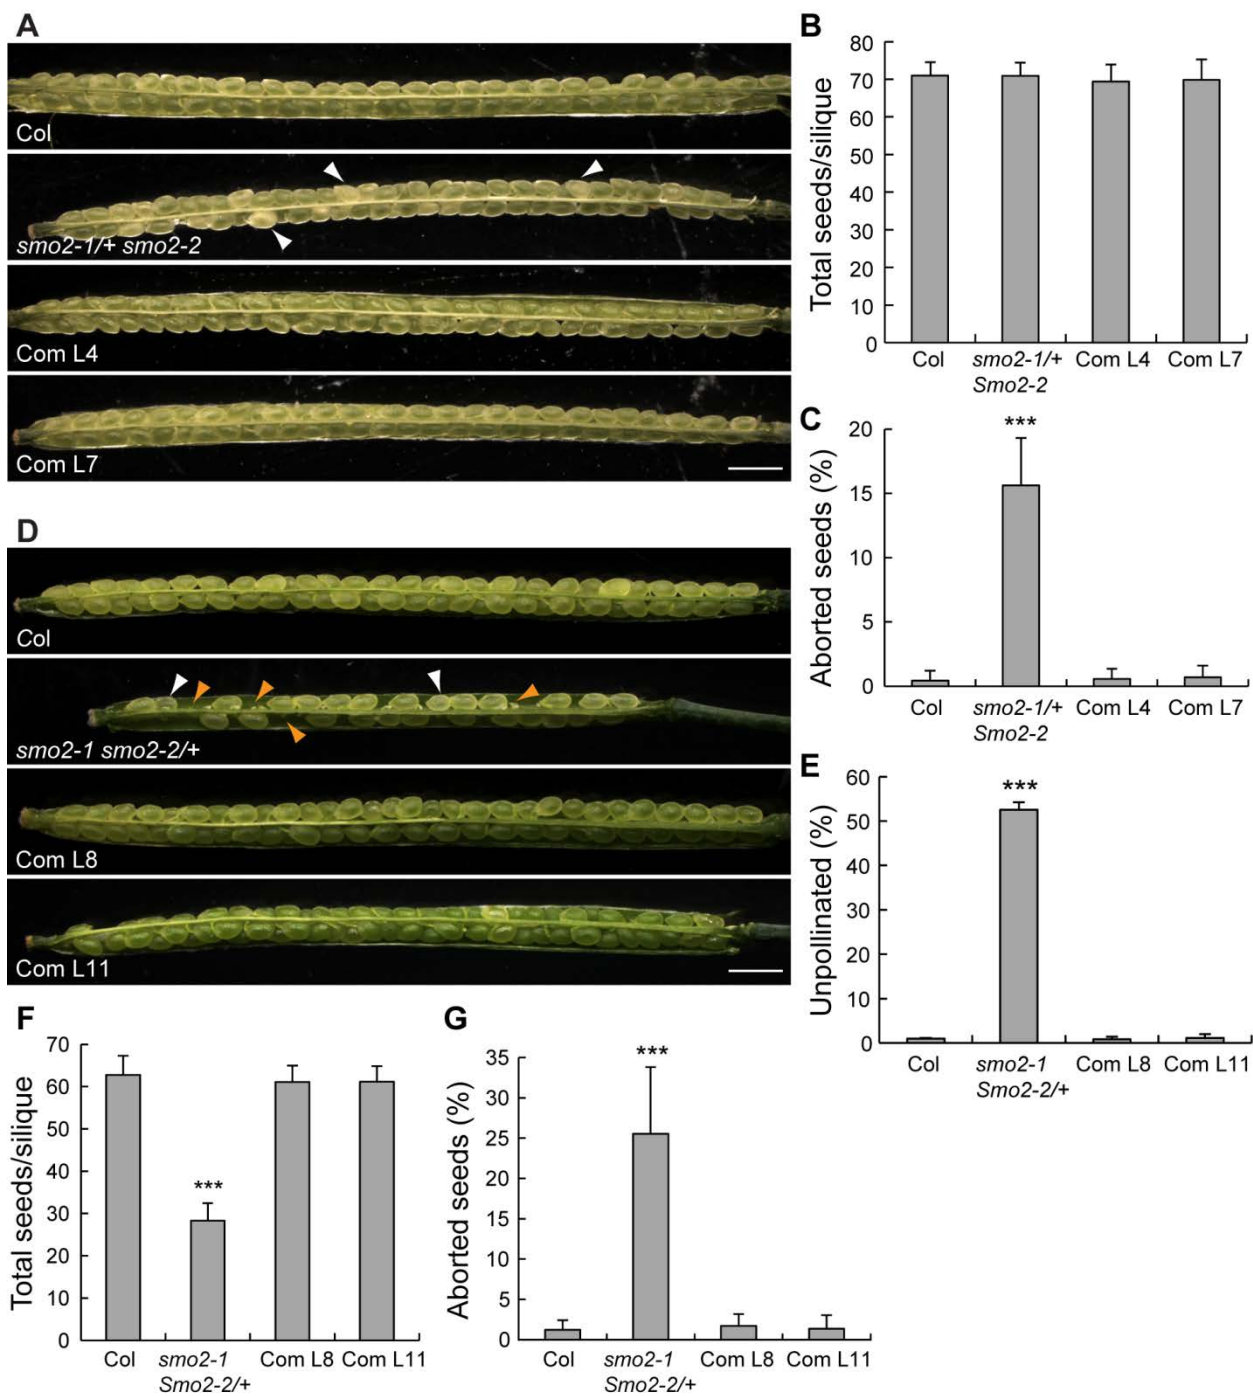 A
Col
smo2-1/+ smo2-2
Com L4
Com L7
B
Total seeds/silique
80
70
60
50
40
30
20
10
0
Col
smo2-1/+
Smo2-2
Com L4
Com L7
C
Aborted seeds (%)
20
15
10
5
0
***
Col
smo2-1/+
Smo2-2
Com L4
Com L7
D
Col
smo2-1 smo2-2/+
Com L8
Com L11
E
Unpollinated (%)
60
50
40
30
20
10
0
***
Col
smo2-1
Smo2-2/+
Com L8
Com L11
F
Total seeds/silique
70
60
50
40
30
20
10
0
***
Col
smo2-1
Smo2-2/+
Com L8
Com L11
G
Aborted seeds (%)
35
30
25
20
15
10
5
0
***
Col
smo2-1
Smo2-2/+
Com L8
Com L11